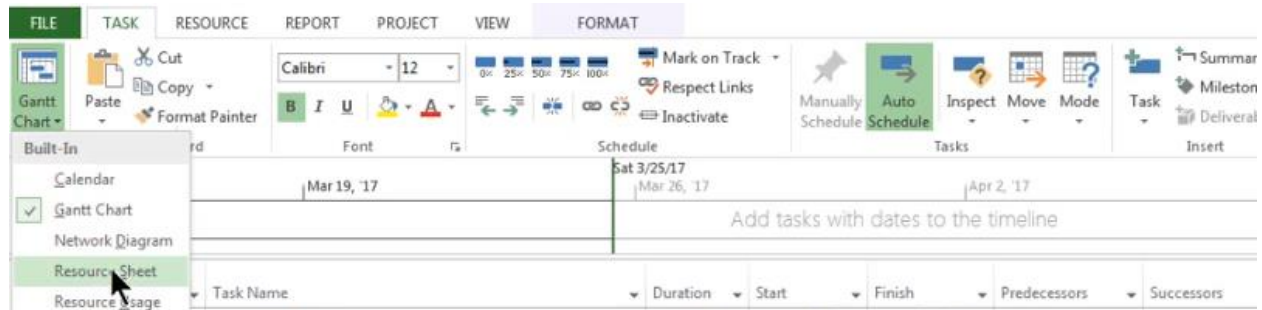 FILE TASK RESOURCE REPORT PROJECT VIEW FORMAT
Cut
Copy
Format Painter
Paste
Gantt
Chart
Calibri 12
B I U A
0% 25% 50% 75% 100%
Mark on Track
Respect Links
Inactivate
Schedule
Manually
Schedule
Auto
Schedule
Inspect Move Mode
Tasks
Task
Summar
Mileston
Deliverab
Insert
rd
Font
Built-In
Calendar
Gantt Chart
Network Diagram
Resource Sheet
Resource Usage
Sat 3/25/17
Mar 19, '17 Mar 26, '17 Apr 2, '17
Add tasks with dates to the timeline
Task Name Duration Start Finish Predecessors Successors